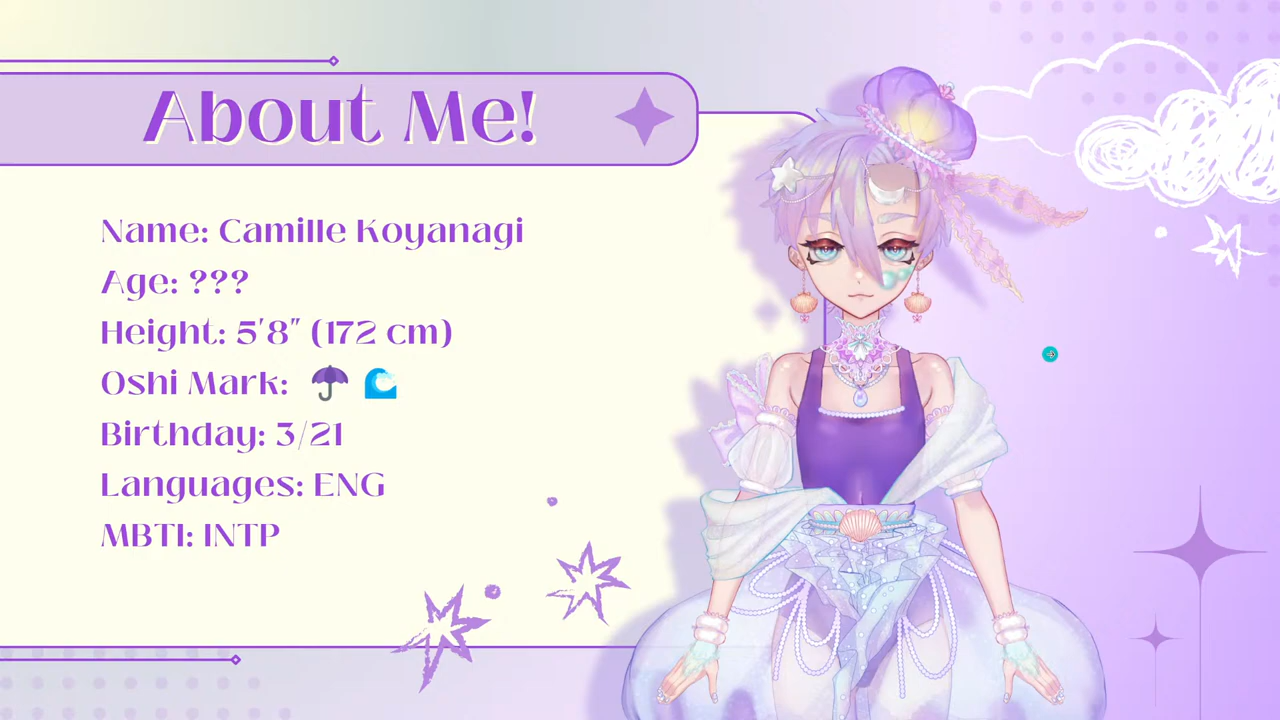 About Me!
Name: Camille Koyanagi
Age: ???
Height: 5'8" (172 cm)
Oshi Mark: ☂️ 🌊
Birthday: 3/21
Languages: ENG
MBTI: INTP